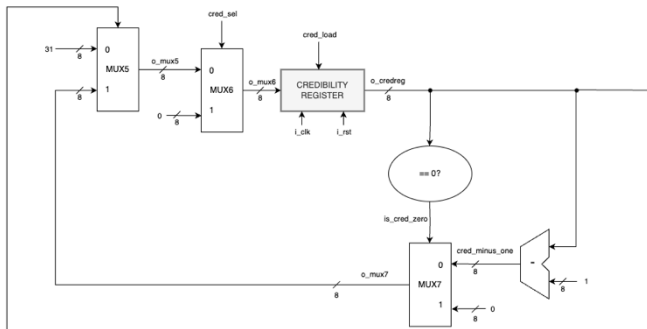 cred_sel
cred_load
31
8
0
MUX5
1
8
o_mux5
8
0
MUX6
1
0
8
o_mux6
8
CREDIBILITY
REGISTER
i_clk
i_rst
o_credreg
8
== 0?
is_cred_zero
0
MUX7
1
cred_minus_one
8
-
8
1
8
0
o_mux7
8